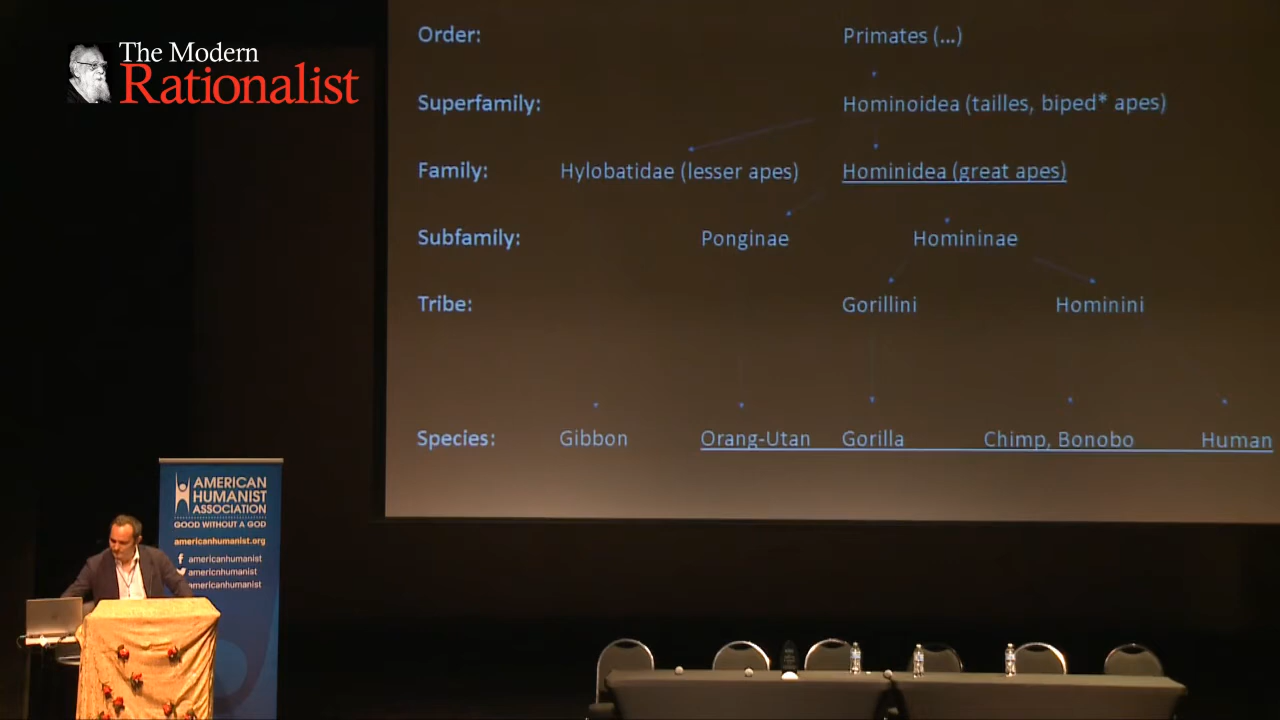 The Modern
Rationalist
Order: Primates (...)
Superfamily: Hominoidea (tailles, biped* apes)
Family: Hylobatidae (lesser apes) Hominidea (great apes)
Subfamily: Ponginae Homininae
Tribe: Gorillini Hominini
Species: Gibbon Orang-Utan Gorilla Chimp, Bonobo Human
AMERICAN
HUMANIST
ASSOCIATION
GOOD WITHOUT A GOD
americanhumanist.org
americanhumanist
americnhumanist
americanhumanist